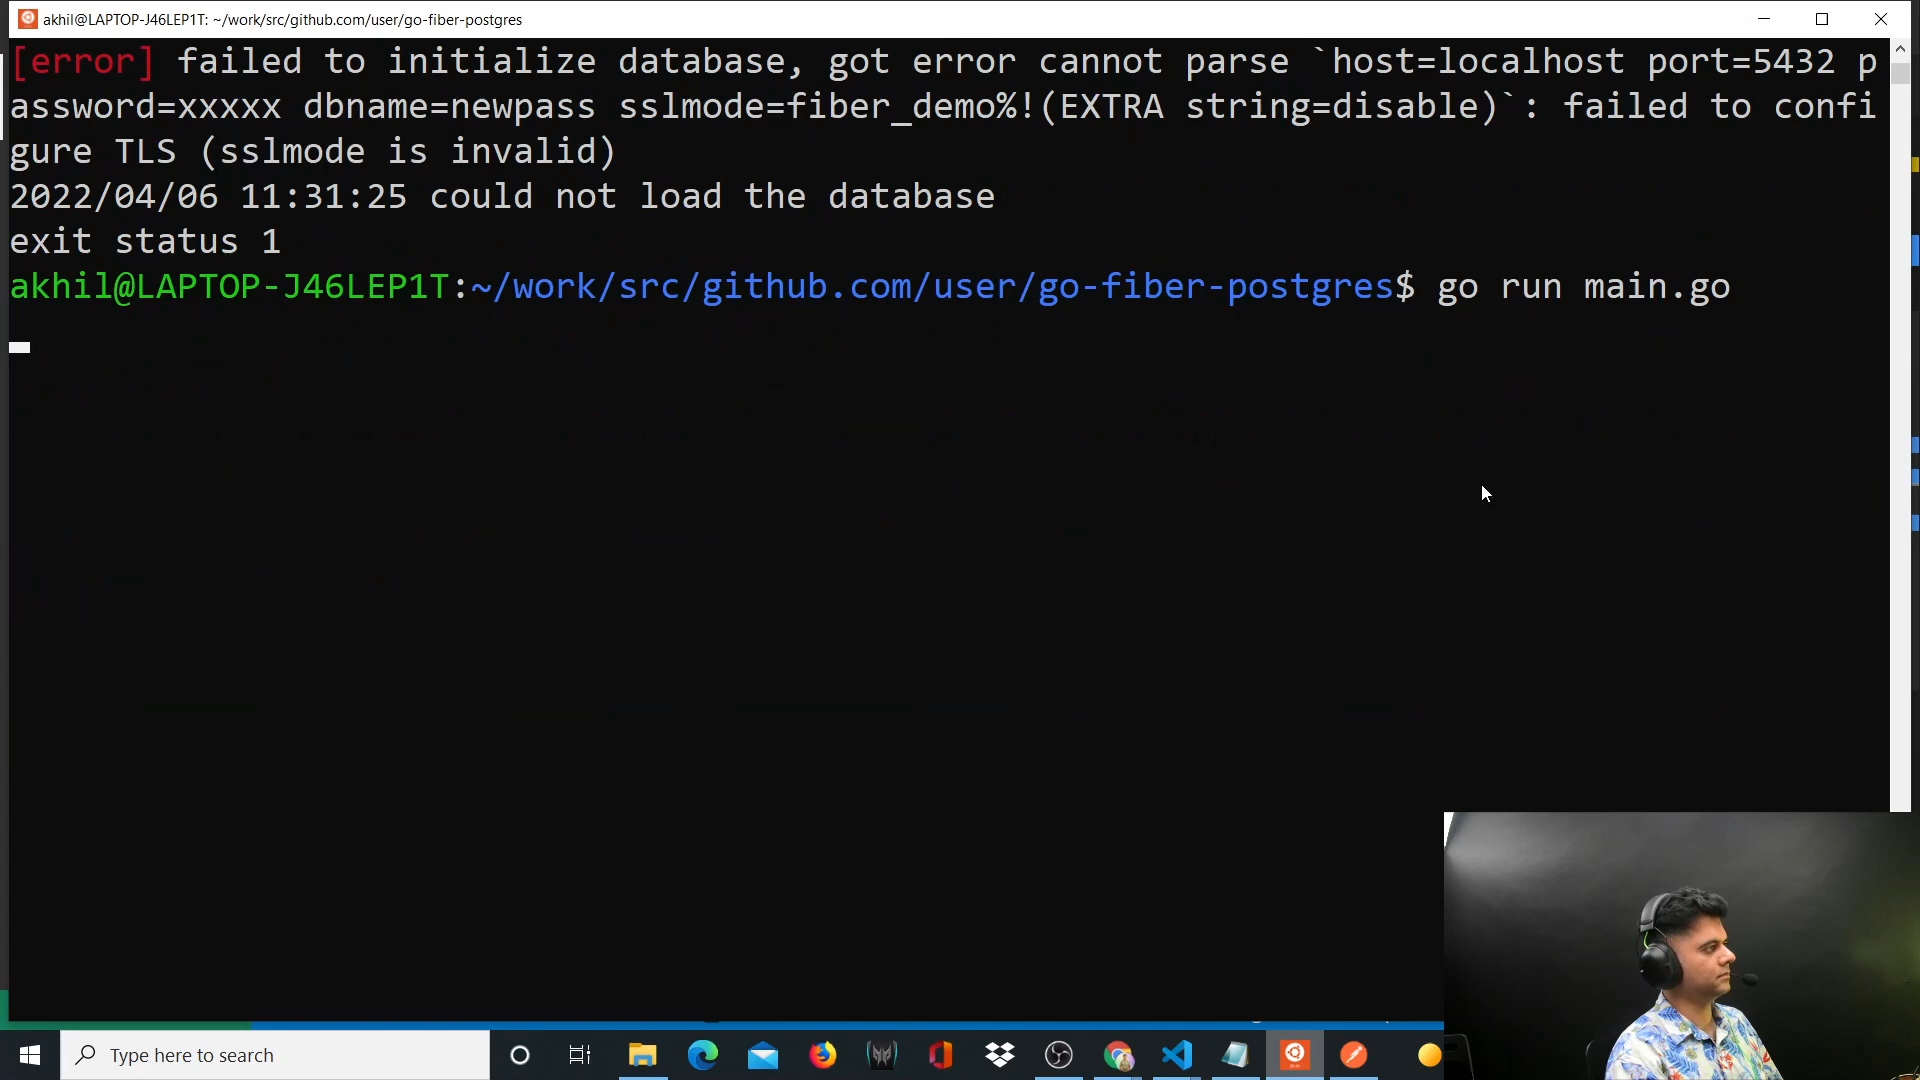 akhil@LAPTOP-J46LEP1T: ~/work/src/github.com/user/go-fiber-postgres
[error] failed to initialize database, got error cannot parse `host=localhost port=5432 p
assword=xxxxx dbname=newpass sslmode=fiber_demo%!(EXTRA string=disable)`: failed to confi
gure TLS (sslmode is invalid)
2022/04/06 11:31:25 could not load the database
exit status 1
akhil@LAPTOP-J46LEP1T:~/work/src/github.com/user/go-fiber-postgres$ go run main.go
Type here to search